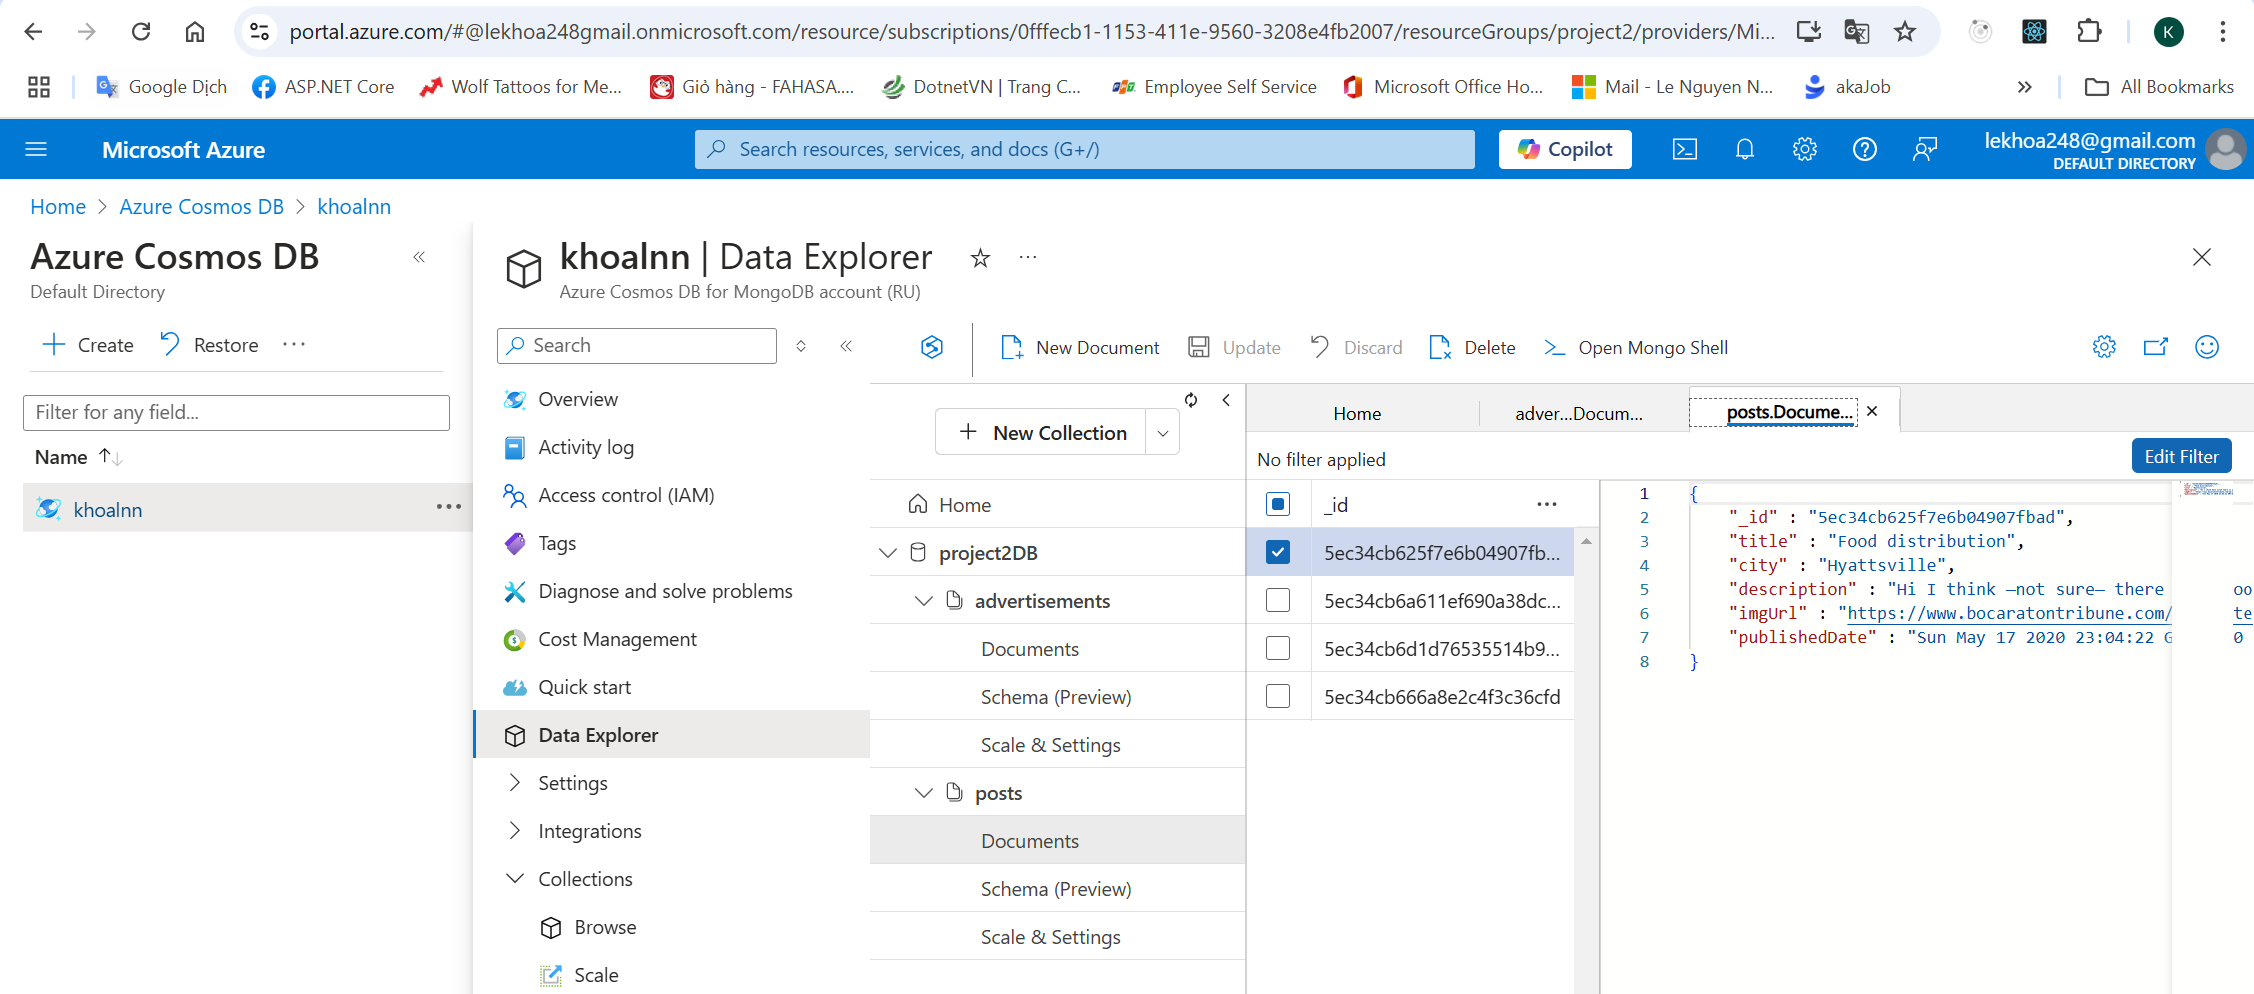 portal.azure.com/#@lekhoa248gmail.onmicrosoft.com/resource/subscriptions/0fffecb1-1153-411e-9560-3208e4fb2007/resourceGroups/project2/providers/Mi...
K
Google Dịch
ASP.NET Core
Wolf Tattoos for Me...
Giỏ hàng - FAHASA....
DotnetVN | Trang C...
Employee Self Service
Microsoft Office Ho...
Mail - Le Nguyen N...
akaJob
All Bookmarks
Microsoft Azure
Search resources, services, and docs (G+/)
Copilot
lekhoa248@gmail.com
DEFAULT DIRECTORY
Home > Azure Cosmos DB > khoalnn
Azure Cosmos DB
Default Directory
Create
Restore
Filter for any field...
Name
khoalnn
khoalnn | Data Explorer
Azure Cosmos DB for MongoDB account (RU)
Search
Overview
Activity log
Access control (IAM)
Tags
Diagnose and solve problems
Cost Management
Quick start
Data Explorer
Settings
Integrations
Collections
Browse
Scale
New Document
Update
Discard
Delete
Open Mongo Shell
New Collection
Home
project2DB
advertisements
Documents
Schema (Preview)
Scale & Settings
posts
Documents
Schema (Preview)
Scale & Settings
Home
adver...Docum...
posts.Docume...
No filter applied
Edit Filter
_id
5ec34cb625f7e6b04907fb...
5ec34cb6a611ef690a38dc...
5ec34cb6d1d76535514b9...
5ec34cb666a8e2c4f3c36cfd
1 {
2 "_id" : "5ec34cb625f7e6b04907fbad",
3 "title" : "Food distribution",
4 "city" : "Hyattsville",
5 "description" : "Hi I think —not sure— there oo
6 "imgUrl" : "https://www.bocaratontribune.com/ te
7 "publishedDate" : "Sun May 17 2020 23:04:22 G 0
8 }